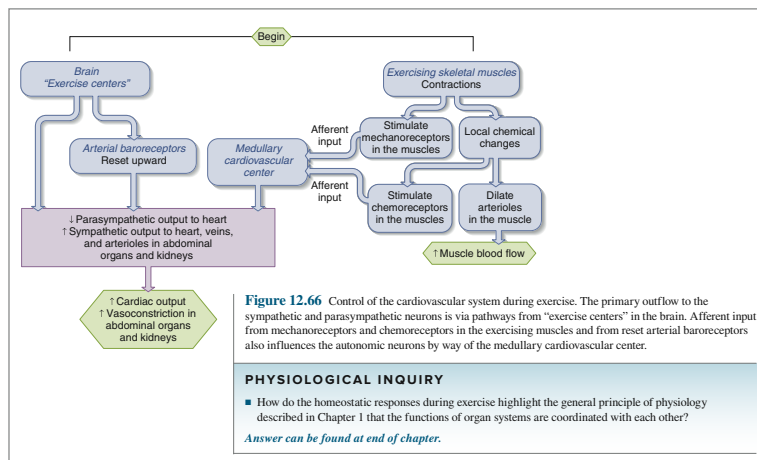 Begin
Brain
“Exercise centers”
Exercising skeletal muscles
Contractions
Arterial baroreceptors
Reset upward
Medullary
cardiovascular
center
Afferent
input
Afferent
input
Stimulate
mechanoreceptors
in the muscles
Local chemical
changes
Stimulate
chemoreceptors
in the muscles
Dilate
arterioles
in the muscle
↓Parasympathetic output to heart
↑Sympathetic output to heart, veins,
and arterioles in abdominal
organs and kidneys
↑Muscle blood flow
↑Cardiac output
↑Vasoconstriction in
abdominal organs
and kidneys
Figure 12.66 Control of the cardiovascular system during exercise. The primary outflow to the
sympathetic and parasympathetic neurons is via pathways from “exercise centers” in the brain. Afferent input
from mechanoreceptors and chemoreceptors in the exercising muscles and from reset arterial baroreceptors
also influences the autonomic neurons by way of the medullary cardiovascular center.
PHYSIOLOGICAL INQUIRY
■ How do the homeostatic responses during exercise highlight the general principle of physiology
described in Chapter 1 that the functions of organ systems are coordinated with each other?
Answer can be found at end of chapter.